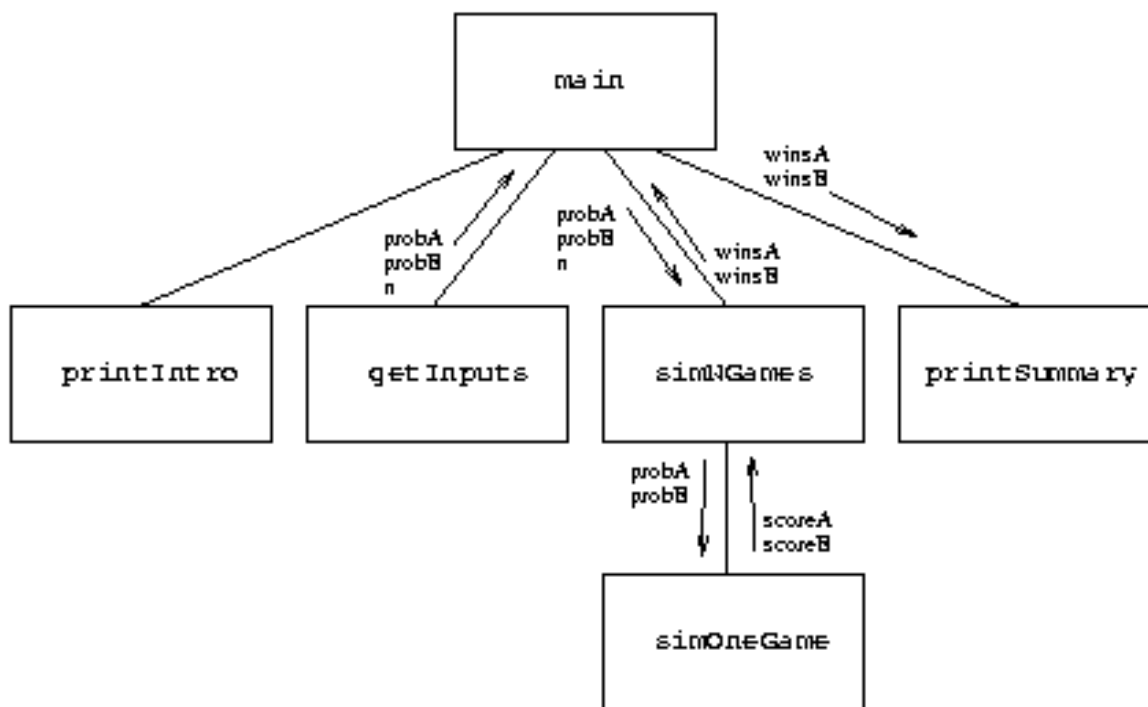 main
winsA
winsB
probA
probB
n
probA
probB
n
winsA
winsB
printIntro
getInputs
simNGames
printSummary
probA
probB
scoreA
scoreB
simOneGame